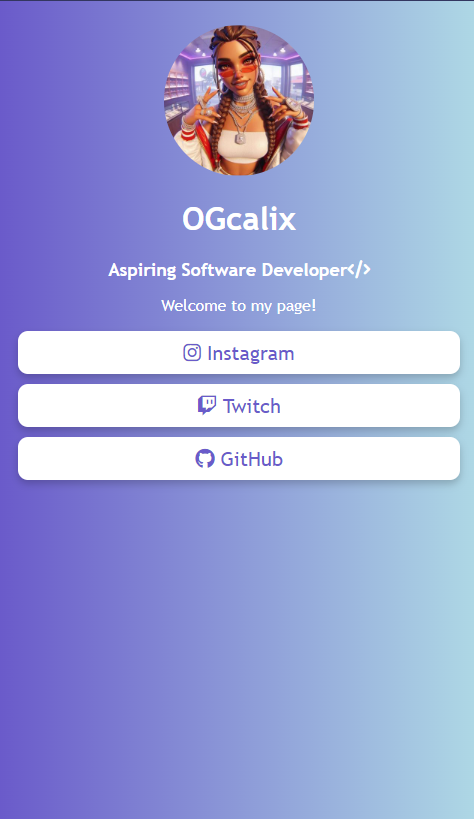 OGcalix
Aspiring Software Developer</>
Welcome to my page!
Instagram
Twitch
GitHub